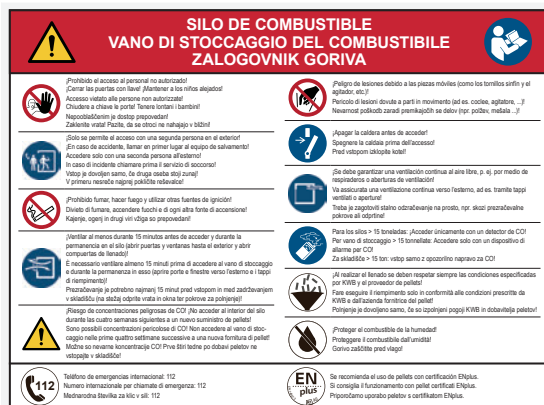 SILO DE COMBUSTIBLE
VANO DI STOCCAGGIO DEL COMBUSTIBILE
ZALOGOVNIK GORIVA
¡Prohibido el acceso al personal no autorizado!
¡Cerrar las puertas con llave! ¡Mantener a los niños alejados!
Accesso vietato alle persone non autorizzate!
Chiudere a chiave le porte! Tenere lontani i bambini!
Nepooblaščenim je dostop prepovedan!
Zaklenite vrata! Pazite, da se otroci ne nahajajo v bližini!
¡Solo se permite el acceso con una segunda persona en el exterior!
¡En caso de accidente, llamar en primer lugar al equipo de salvamento!
Accedere solo con una seconda persona all'esterno!
In caso di incidente chiamare prima il servizio di soccorso!
Vstop je dovoljen samo, če druga oseba stoji zunaj!
V primeru nesreče najprej pokličite reševalce!
¡Prohibido fumar, hacer fuego y utilizar otras fuentes de ignición!
Divieto di fumare, accendere fuochi e di ogni altra fonte di accensione!
Kajenje, ogenj in drugi viri vžiga so prepovedani!
¡Ventilar al menos durante 15 minutos antes de acceder y durante la
permanencia en el silo (abrir puertas y ventanas hasta el exterior y abrir
compuertas de llenado)!
È necessario ventilare almeno 15 minuti prima di accedere al vano di stoccaggio
e durante la permanenza in esso (aprire porte e finestre verso l'esterno e i tappi
di riempimento)!
Prezračevanje je potrebno najmanj 15 minut pred vstopom in med zadrževanjem
v skladišču (na stežaj odprite vrata in okna ter pokrove za polnjenje)!
¡Riesgo de concentraciones peligrosas de CO! ¡No acceder al interior del silo
durante las cuatro semanas siguientes a un nuevo suministro de pellets!
Sono possibili concentrazioni pericolose di CO! Non accedere al vano di stoc-
caggio nelle prime quattro settimane successive a una nuova fornitura di pellet!
Možne so nevarne koncentracije CO! Prve štiri tedne po dobavi peletov ne
vstopajte v skladišče!
112
Teléfono de emergencias internacional: 112
Numero internazionale per chiamate di emergenza: 112
Mednarodna številka za klic v sili: 112
¡Peligro de lesiones debido a las piezas móviles (como los tornillos sinfín y el
agitador, etc.)!
Pericolo di lesioni dovute a parti in movimento (ad es. coclee, agitatore, ...)!
Nevarnost poškodb zaradi premikajočih se delov (npr. polžev, mešala ...)!
¡Apagar la caldera antes de acceder!
Spegnere la caldaia prima dell'accesso!
Pred vstopom izklopite kotel!
¡Se debe garantizar una ventilación continua al aire libre, p. ej. por medio de
respiraderos o aberturas de ventilación!
Va assicurata una ventilazione continua verso l'esterno, ad es. tramite tappi
ventilati o aperture!
Treba je zagotoviti stalno odzračevanje na prosto, npr. skozi prezračevalne
pokrove ali odprtine!
Para los silos > 15 toneladas: ¡Acceder únicamente con un detector de CO!
Per vano di stoccaggio > 15 tonnellate: Accedere solo con un dispositivo di
allarme per CO!
Za skladišče > 15 ton: vstop samo z opozorilno napravo za CO!
¡Al realizar el llenado se deben respetar siempre las condiciones especificadas
por KWB y el proveedor de pellets!
Fare eseguire il riempimento solo in conformità alle condizioni prescritte da
KWB e dall'azienda fornitrice del pellet!
Polnjenje je dovoljeno samo, če so izpolnjeni pogoji KWB in dobavitelja peletov!
¡Proteger el combustible de la humedad!
Proteggere il combustibile dall'umidità!
Gorivo zaščitite pred vlago!
EN
plus
Se recomienda el uso de pellets con certificación ENplus.
Si consiglia il funzionamento con pellet certificati ENplus.
Priporočamo uporabo peletov s certifikatom ENplus.